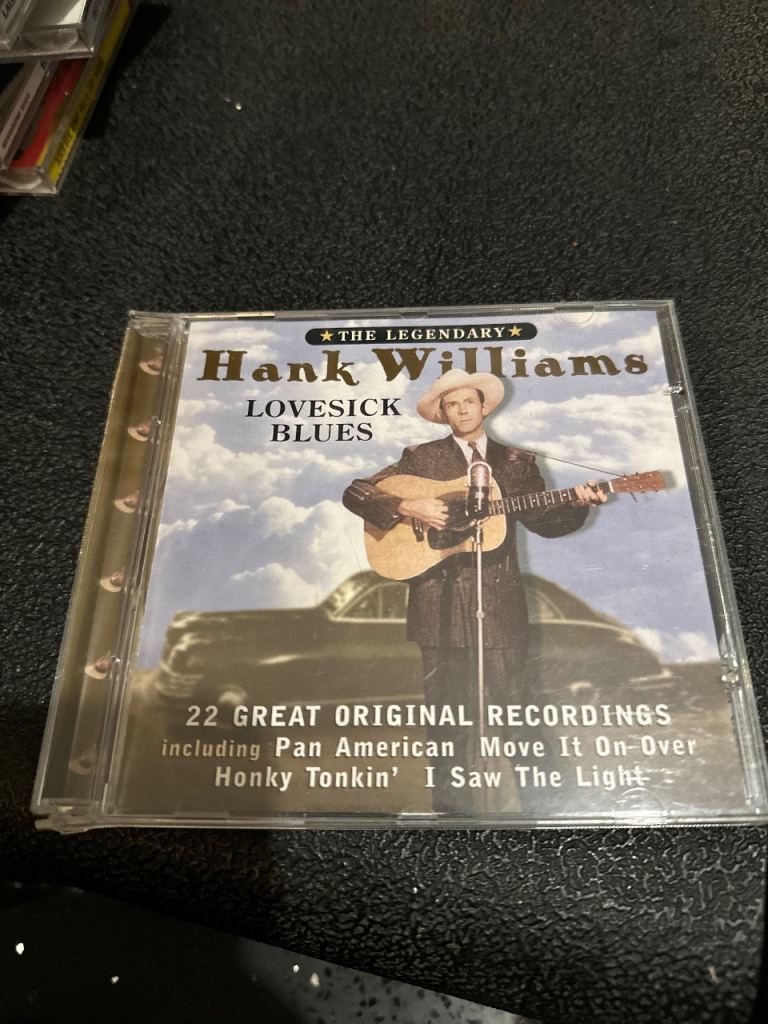 ★ THE LEGENDARY ★
Hank Williams
LOVESICK
BLUES
22 GREAT ORIGINAL RECORDINGS
including Pan American Move It On Over
Honky Tonkin' I Saw The Light